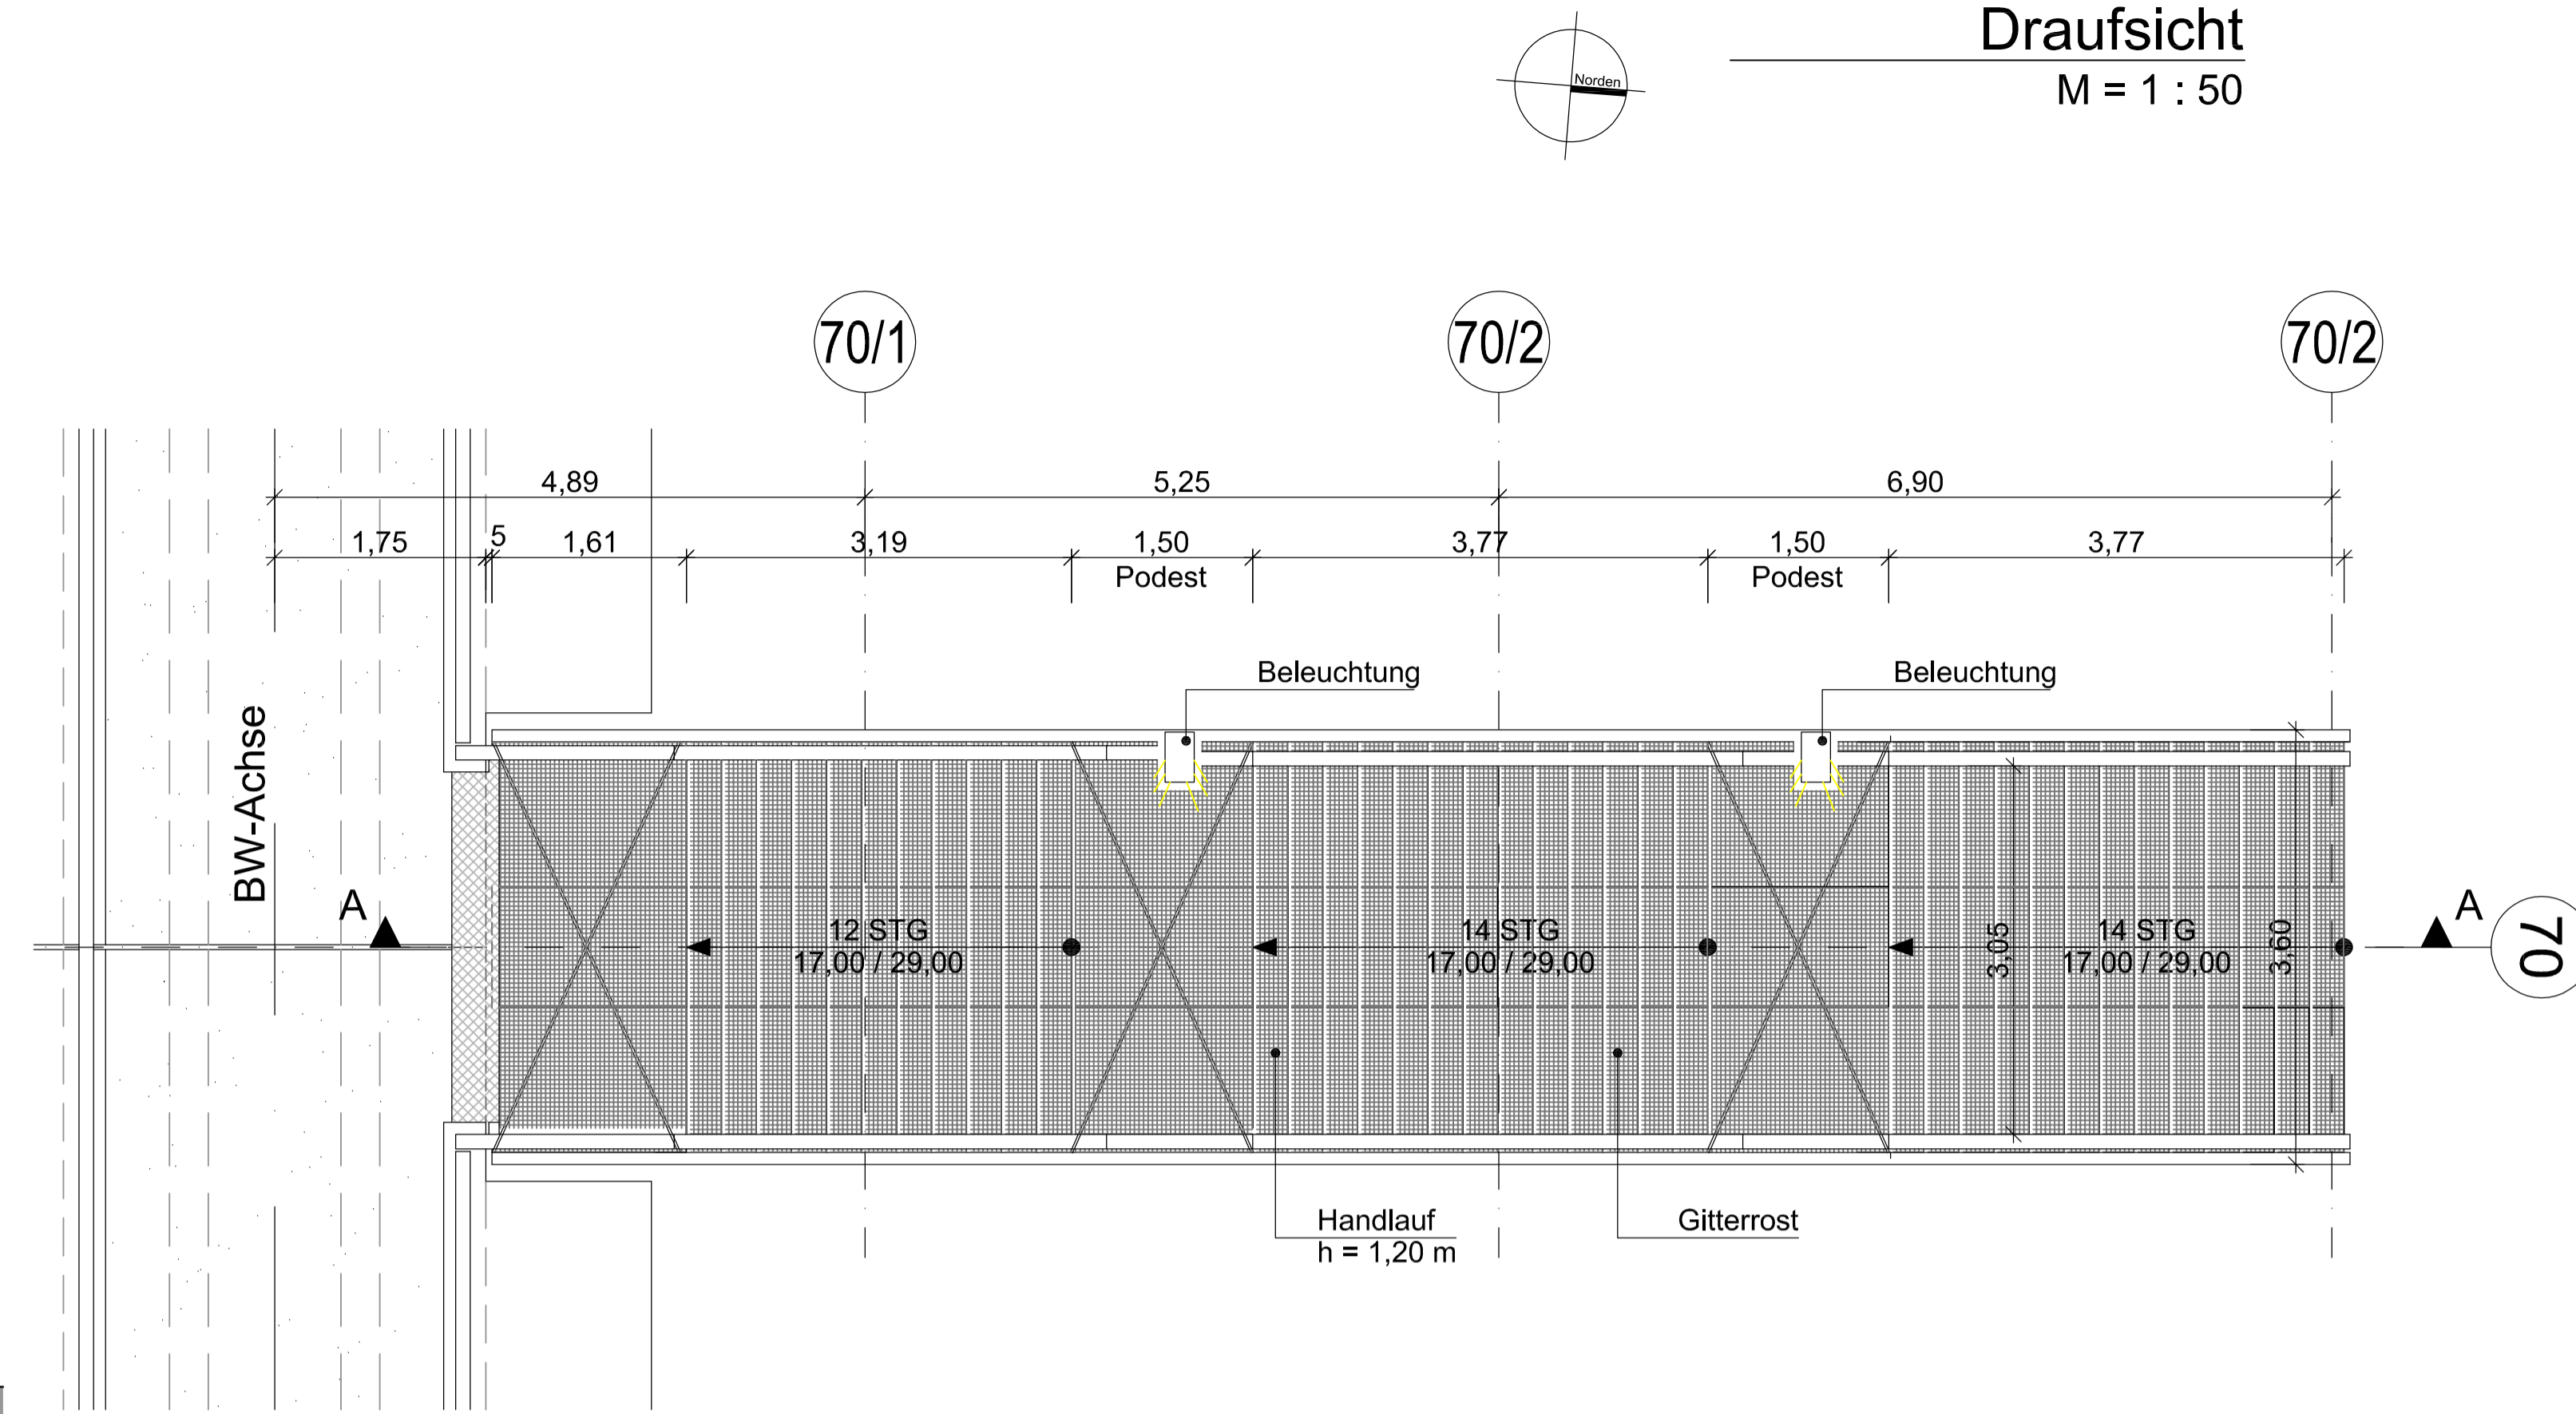 Draufsicht
M = 1 : 50
Norden
70/1
70/2
70/2
4,89
5,25
6,90
1,75
5
1,61
3,19
1,50
3,77
1,50
3,77
Podest
Podest
Beleuchtung
Beleuchtung
BW-Achse
A
A
70
12 STG
17,00 / 29,00
14 STG
17,00 / 29,00
3,05
14 STG
17,00 / 29,00
3,60
Handlauf
h = 1,20 m
Gitterrost